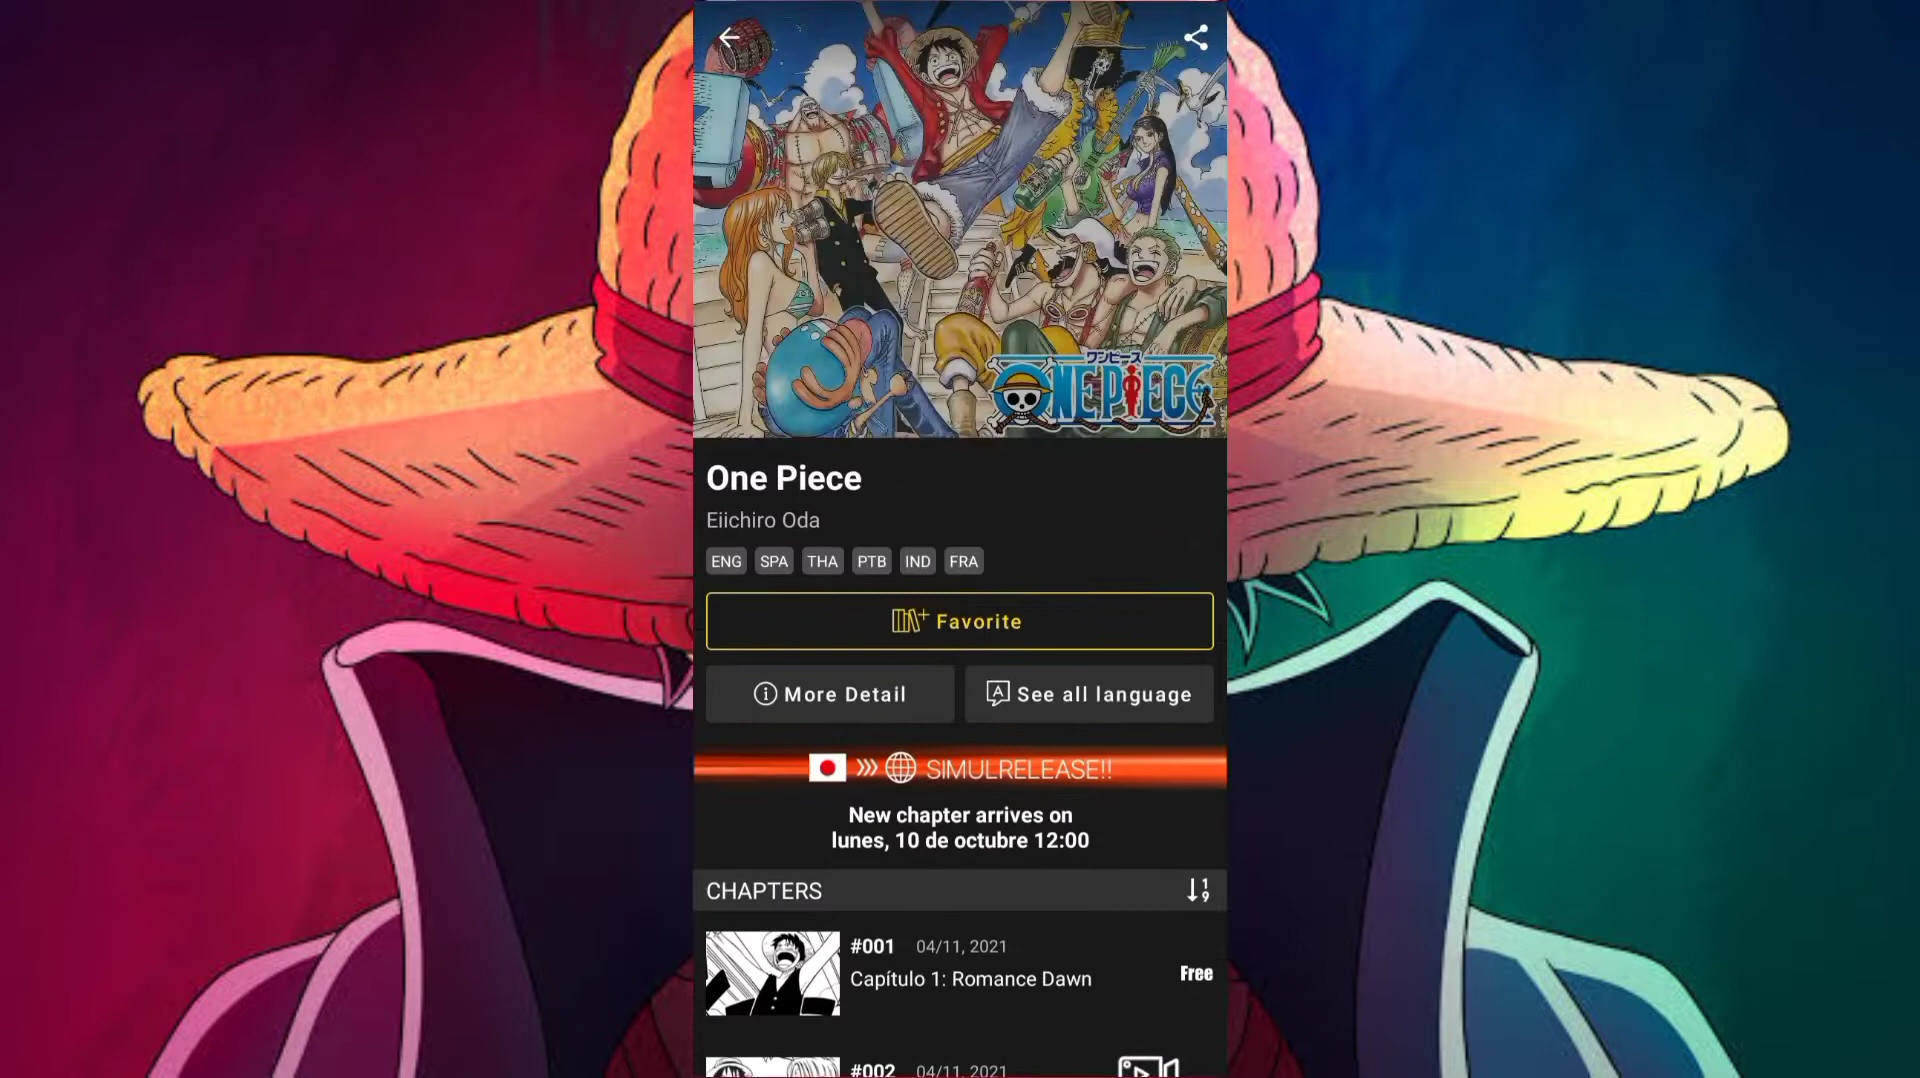 ワンピース
ONE PIECE
One Piece
Eiichiro Oda
ENG SPA THA PTB IND FRA
Favorite
More Detail
See all language
SIMULRELEASE!!
New chapter arrives on
lunes, 10 de octubre 12:00
CHAPTERS
#001 04/11, 2021
Capítulo 1: Romance Dawn
Free
#002 04/11, 2021